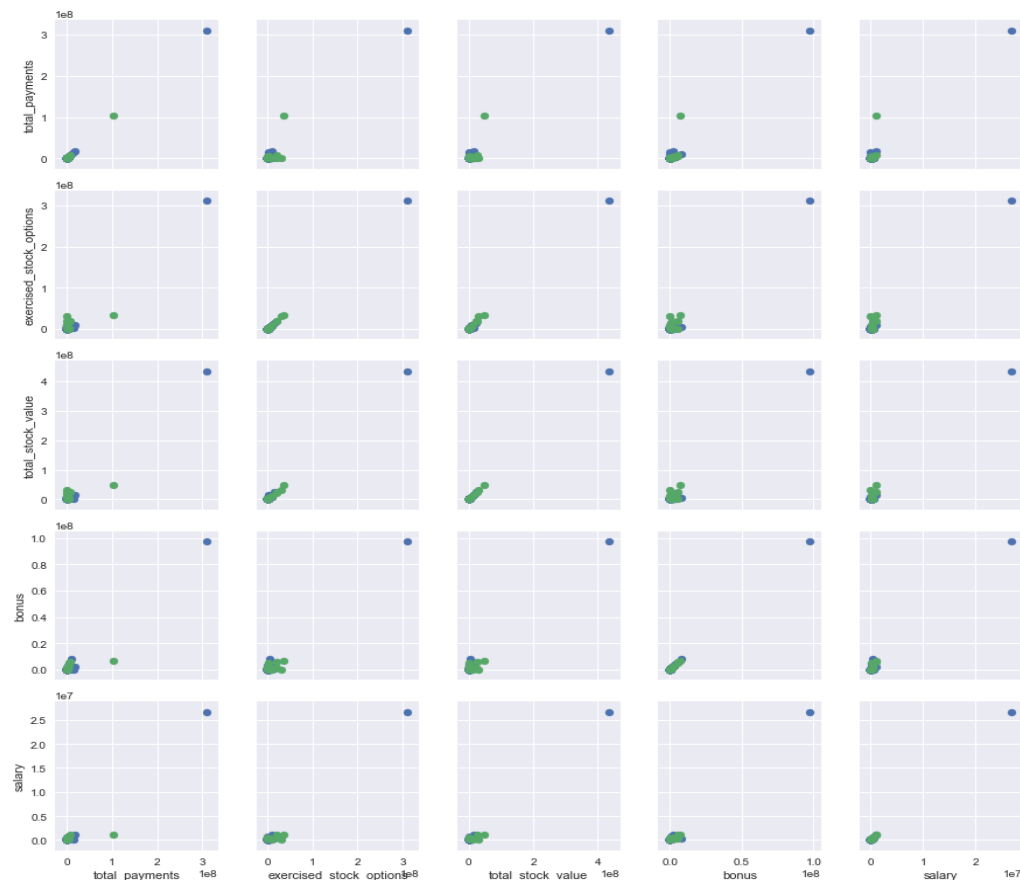 1e8
3
2
1
0
total_payments
1e8
3
2
1
0
exercised_stock_options
1e8
4
3
2
1
0
total_stock_value
1e8
1.0
0.8
0.6
0.4
0.2
0.0
bonus
1e7
2.5
2.0
1.5
1.0
0.5
0.0
salary
0 1 2 3 0 1 2 3 0 2 4 0.0 0.5 1.0 0 1 2
total_payments 1e8 exercised_stock_options 1e8 total_stock_value 1e8 bonus 1e8 salary 1e7